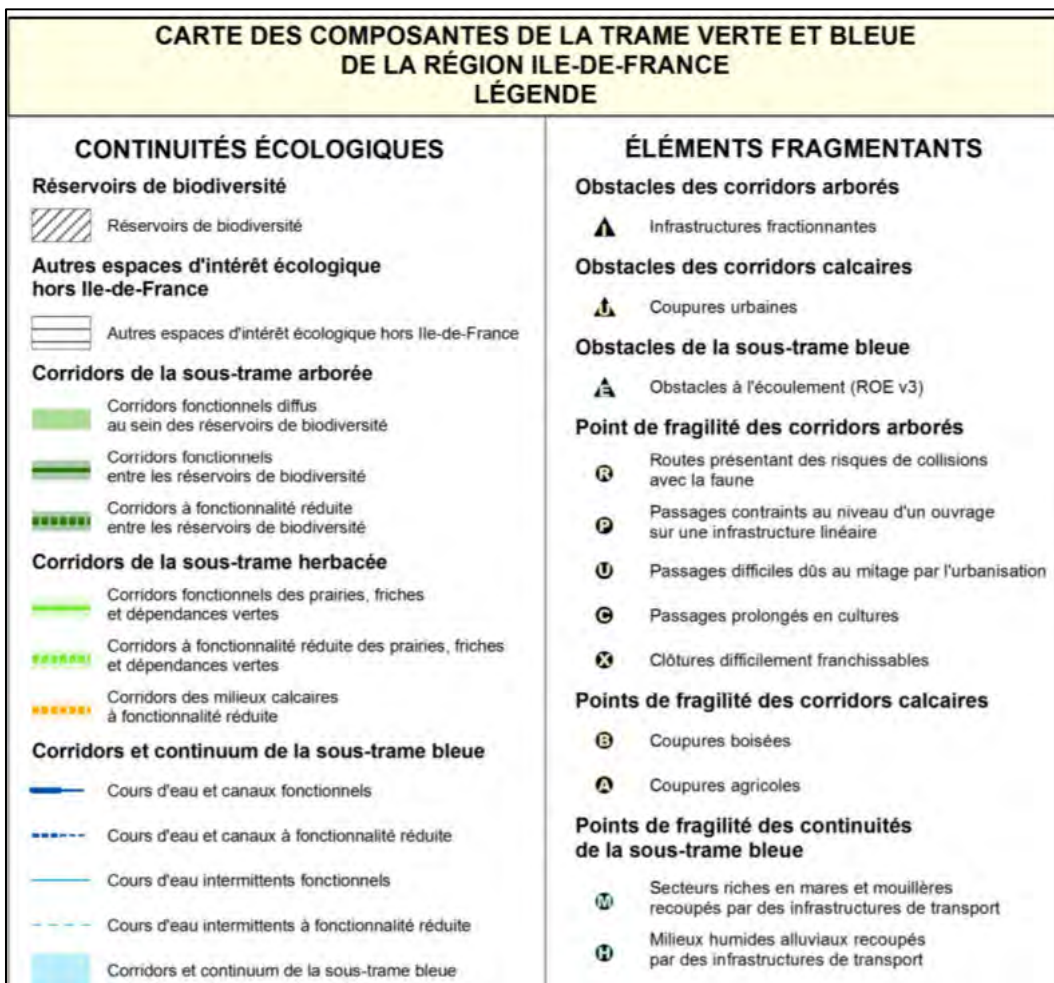 CARTE DES COMPOSANTES DE LA TRAME VERTE ET BLEUE
DE LA RÉGION ILE-DE-FRANCE
LÉGENDE
CONTINUITÉS ÉCOLOGIQUES
Réservoirs de biodiversité
Réservoirs de biodiversité
Autres espaces d'intérêt écologique
hors Ile-de-France
Autres espaces d'intérêt écologique hors Ile-de-France
Corridors de la sous-trame arborée
Corridors fonctionnels diffus
au sein des réservoirs de biodiversité
Corridors fonctionnels
entre les réservoirs de biodiversité
Corridors à fonctionnalité réduite
entre les réservoirs de biodiversité
Corridors de la sous-trame herbacée
Corridors fonctionnels des prairies, friches
et dépendances vertes
Corridors à fonctionnalité réduite des prairies, friches
et dépendances vertes
Corridors des milieux calcaires
à fonctionnalité réduite
Corridors et continuum de la sous-trame bleue
Cours d'eau et canaux fonctionnels
Cours d'eau et canaux à fonctionnalité réduite
Cours d'eau intermittents fonctionnels
Cours d'eau intermittents à fonctionnalité réduite
Corridors et continuum de la sous-trame bleue
ÉLÉMENTS FRAGMENTANTS
Obstacles des corridors arborés
I Infrastructures fractionnantes
Obstacles des corridors calcaires
U Coupures urbaines
Obstacles de la sous-trame bleue
E Obstacles à l'écoulement (ROE v3)
Point de fragilité des corridors arborés
R Routes présentant des risques de collisions
avec la faune
P Passages contraints au niveau d'un ouvrage
sur une infrastructure linéaire
U Passages difficiles dûs au mitage par l'urbanisation
C Passages prolongés en cultures
X Clôtures difficilement franchissables
Points de fragilité des corridors calcaires
B Coupures boisées
A Coupures agricoles
Points de fragilité des continuités
de la sous-trame bleue
M Secteurs riches en mares et mouillères
recoupés par des infrastructures de transport
H Milieux humides alluviaux recoupés
par des infrastructures de transport